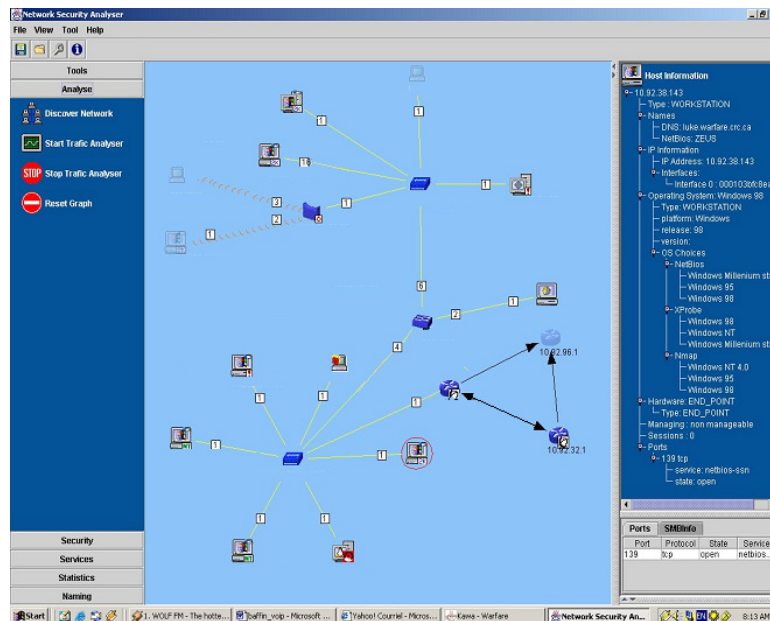 Network Security Analyser
File View Tool Help
Tools
Analyse
Discover Network
Start Trafic Analyser
STOP Stop Trafic Analyser
Reset Graph
Security
Services
Statistics
Naming
1
1
16
1
1
3
2
1
6
2
1
4
1
1
1
1
1
1
1
10.92.96.1
10.92.32.1
Host Information
10.92.38.143
Type : WORKSTATION
Names
DNS: luke.warfare.crc.ca
NetBios: ZEUS
IP Information
IP Address: 10.92.38.143
Interfaces:
Interface 0 : 000103bfc8ea
Operating System: Windows 98
Type: WORKSTATION
platform: Windows
release: 98
version:
OS Choices
NetBios
Windows Millenium st
Windows 95
Windows 98
XProbe
Windows 98
Windows NT
Windows Millenium st
Nmap
Windows NT 4.0
Windows 95
Windows 98
Hardware: END_POINT
Type: END_POINT
Managing : non manageable
Sessions : 0
Ports
139 tcp
service: netbios-ssn
state: open
Ports SMBInfo
Port Protocol State Service
139 tcp open netbios...
Start 1. WOLF FM - The hotte... baffin_voip - Microsoft ... Yahoo! Courriel - Micros... Kawa - Warfare Network Security An... EN 8:13 AM